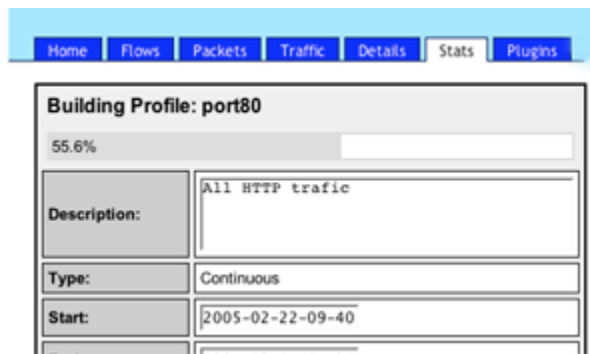 Home Flows Packets Traffic Details Stats Plugins
Building Profile: port80
55.6%
Description: All HTTP trafic
Type: Continuous
Start: 2005-02-22-09-40